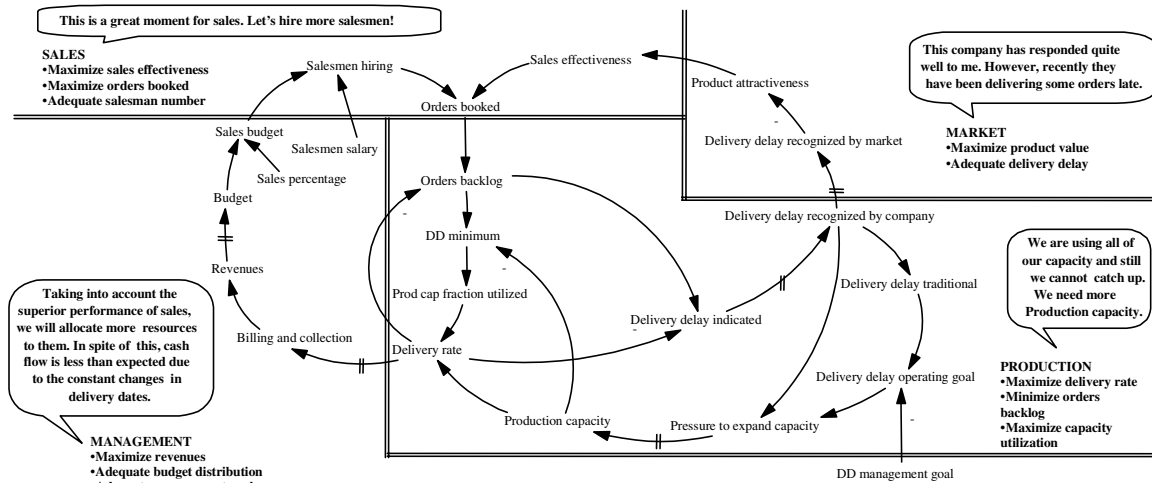 This is a great moment for sales. Let's hire more salesmen!
SALES
•Maximize sales effectiveness
•Maximize orders booked
•Adequate salesman number
Salesmen hiring
Sales effectiveness
Orders booked
Product attractiveness
-
Delivery delay recognized by market
This company has responded quite
well to me. However, recently they
have been delivering some orders late.
MARKET
•Maximize product value
•Adequate delivery delay
Sales budget
Salesmen salary
Sales percentage
Budget
Revenues
Billing and collection
Orders backlog
-
DD minimum
-
Prod cap fraction utilized
Delivery rate
Production capacity
Delivery delay indicated
-
Delivery delay recognized by company
Delivery delay traditional
Delivery delay operating goal
-
Pressure to expand capacity
-
DD management goal
We are using all of
our capacity and still
we cannot catch up.
We need more
Production capacity.
PRODUCTION
•Maximize delivery rate
•Minimize orders
backlog
•Maximize capacity
utilization
Taking into account the
superior performance of sales,
we will allocate more resources
to them. In spite of this, cash
flow is less than expected due
to the constant changes in
delivery dates.
MANAGEMENT
•Maximize revenues
•Adequate budget distribution